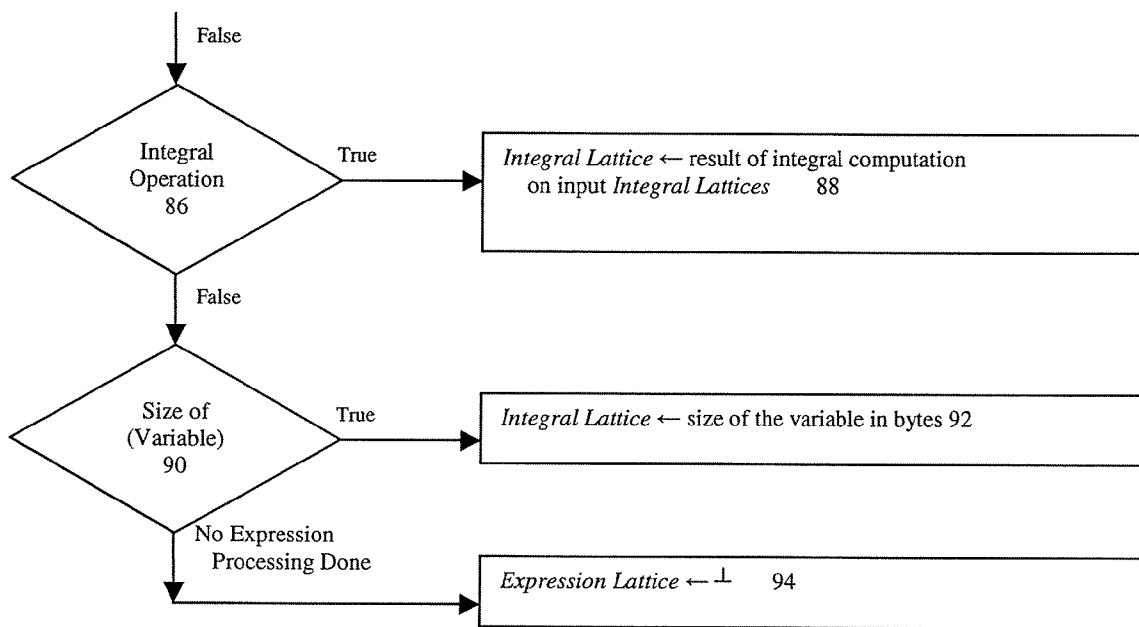 False
Integral
Operation
86
True
Integral Lattice ← result of integral computation
on input Integral Lattices 88
False
Size of
(Variable)
90
True
Integral Lattice ← size of the variable in bytes 92
No Expression
Processing Done
Expression Lattice ← ⊥ 94